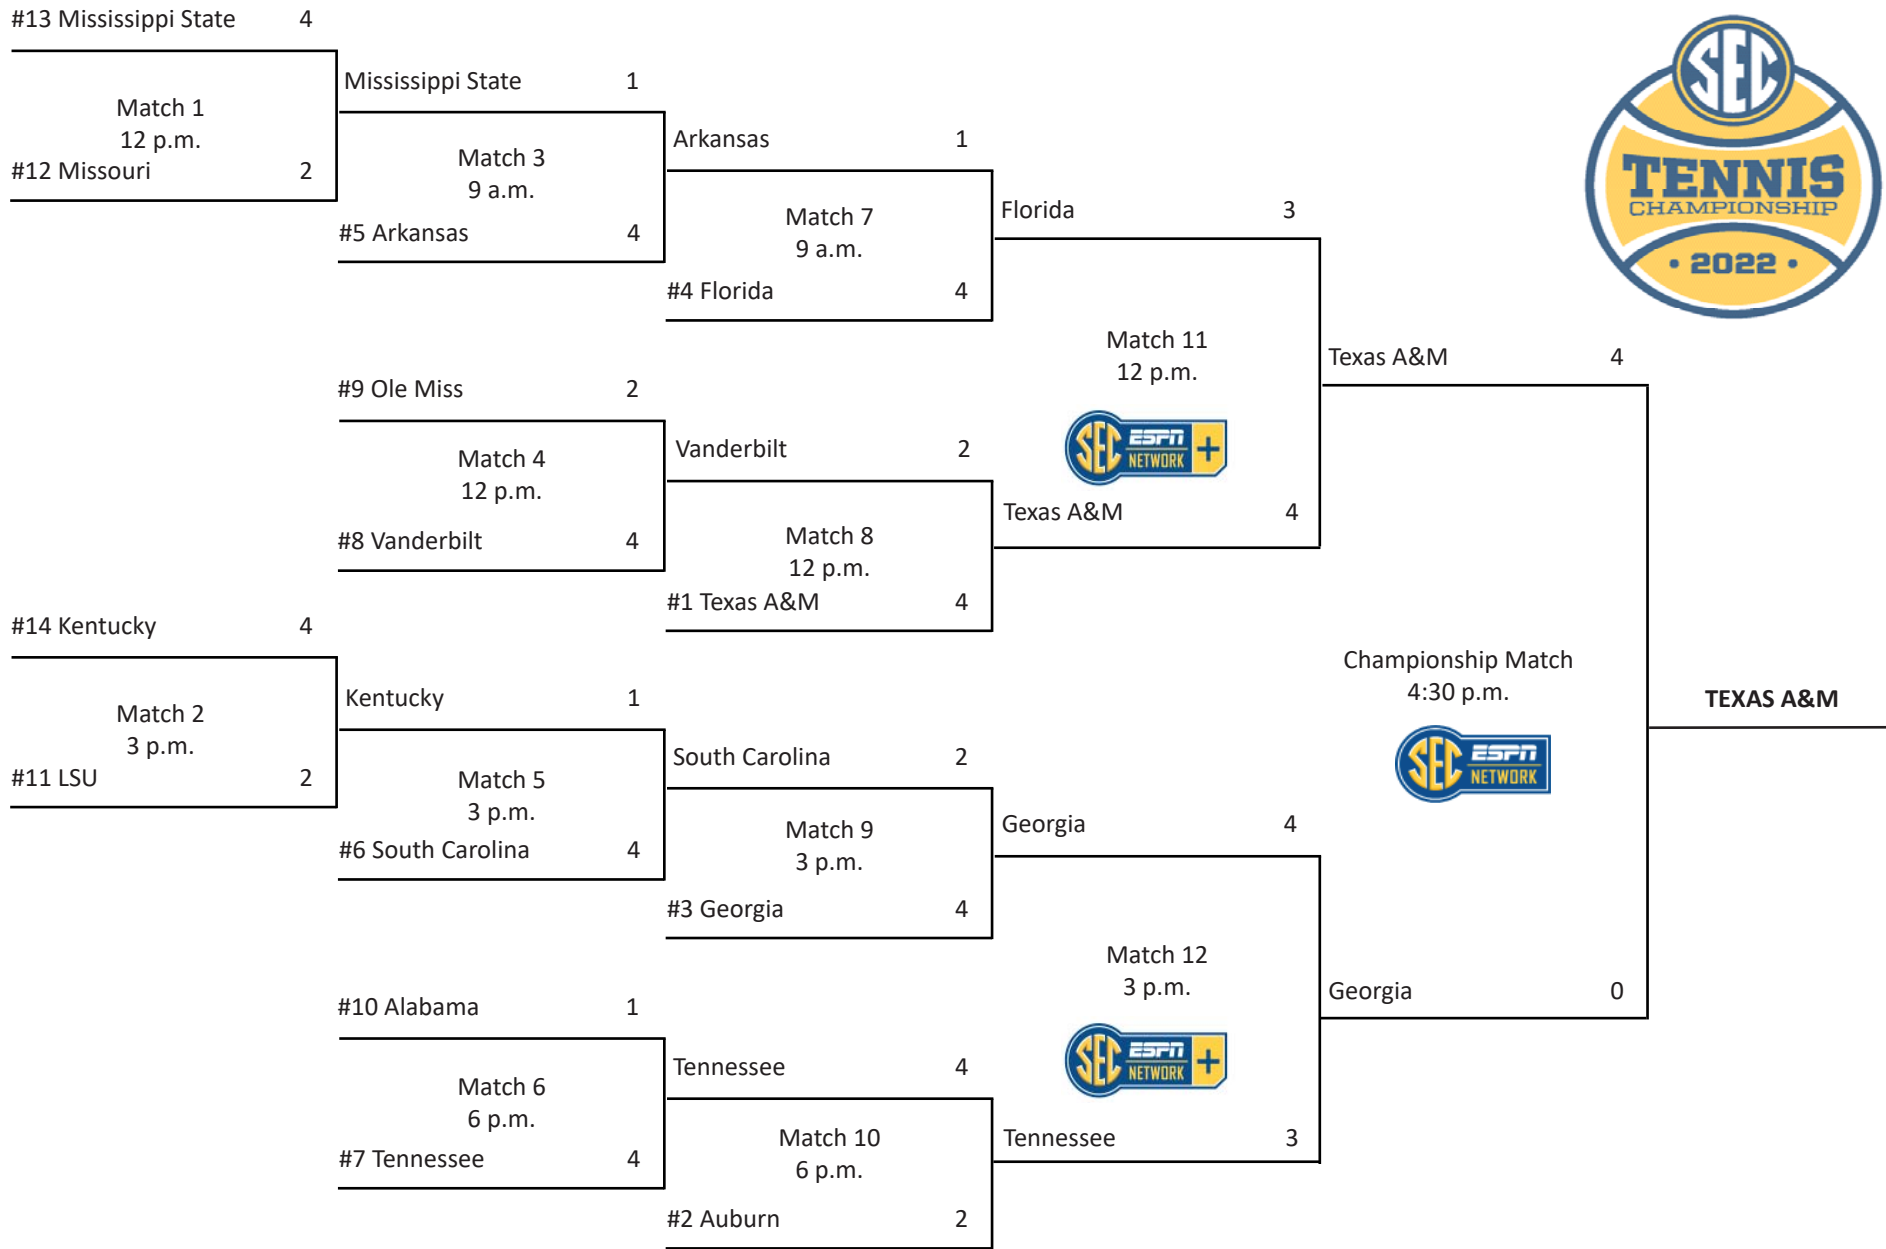 #13 Mississippi State 4
Match 1
12 p.m.
#12 Missouri 2
Mississippi State 1
Match 3
9 a.m.
#5 Arkansas 4
Arkansas 1
Match 7
9 a.m.
#4 Florida 4
Florida 3
Match 11
12 p.m.
SEC ESPN NETWORK +
Texas A&M 4
#9 Ole Miss 2
Match 4
12 p.m.
#8 Vanderbilt 4
Vanderbilt 2
Match 8
12 p.m.
#1 Texas A&M 4
Texas A&M 4
Championship Match
4:30 p.m.
SEC ESPN NETWORK
TEXAS A&M
#14 Kentucky 4
Match 2
3 p.m.
#11 LSU 2
Kentucky 1
Match 5
3 p.m.
#6 South Carolina 4
South Carolina 2
Match 9
3 p.m.
#3 Georgia 4
Georgia 4
Match 12
3 p.m.
SEC ESPN NETWORK +
Tennessee 3
Georgia 0
#10 Alabama 1
Match 6
6 p.m.
#7 Tennessee 4
Tennessee 4
Match 10
6 p.m.
#2 Auburn 2
SEC
TENNIS
CHAMPIONSHIP
• 2022 •